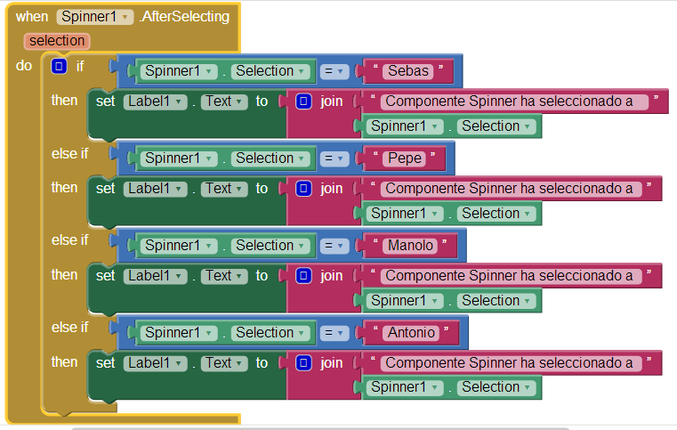 when Spinner1 .AfterSelecting
selection
do if Spinner1 . Selection = " Sebas "
then set Label1 . Text to join " Componente Spinner ha seleccionado a "
Spinner1 . Selection
else if Spinner1 . Selection = " Pepe "
then set Label1 . Text to join " Componente Spinner ha seleccionado a "
Spinner1 . Selection
else if Spinner1 . Selection = " Manolo "
then set Label1 . Text to join " Componente Spinner ha seleccionado a "
Spinner1 . Selection
else if Spinner1 . Selection = " Antonio "
then set Label1 . Text to join " Componente Spinner ha seleccionado a "
Spinner1 . Selection